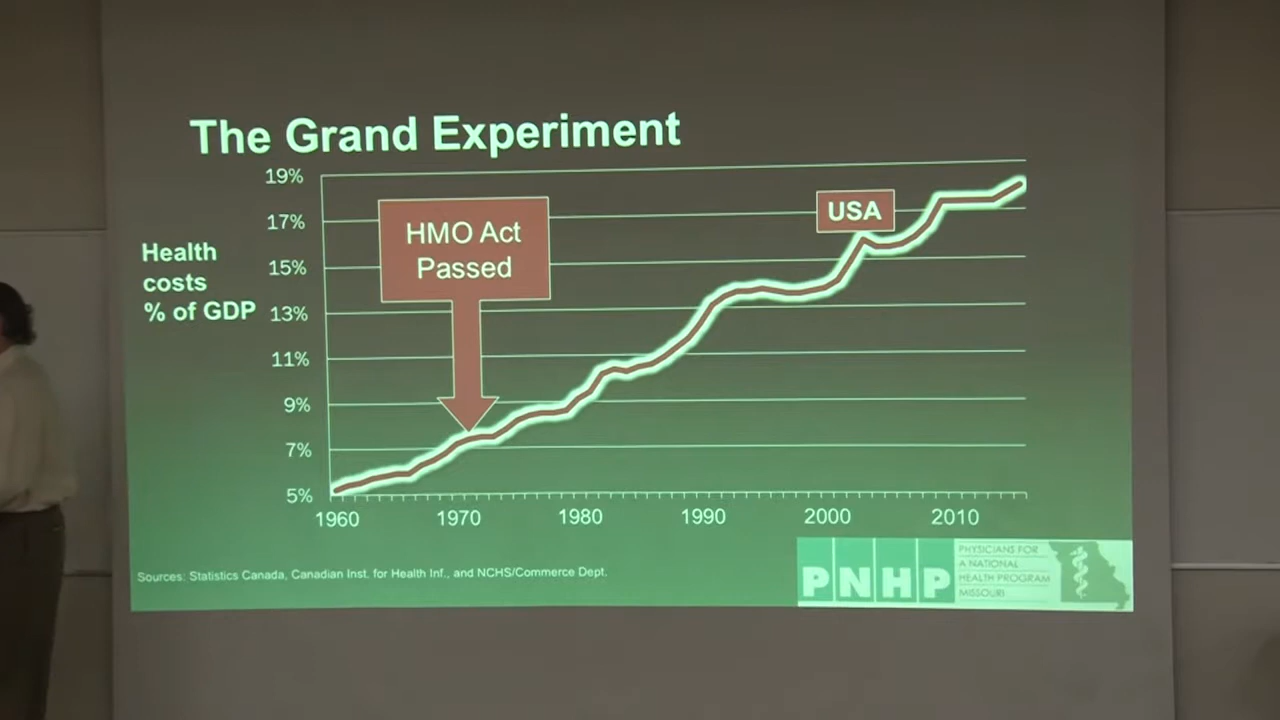 The Grand Experiment
Health
costs
% of GDP
19%
17%
15%
13%
11%
9%
7%
5%
HMO Act
Passed
USA
1960 1970 1980 1990 2000 2010
Sources: Statistics Canada, Canadian Inst. for Health Inf., and NCHS/Commerce Dept.
PNHP
PHYSICIANS FOR
A NATIONAL
HEALTH PROGRAM
MISSOURI